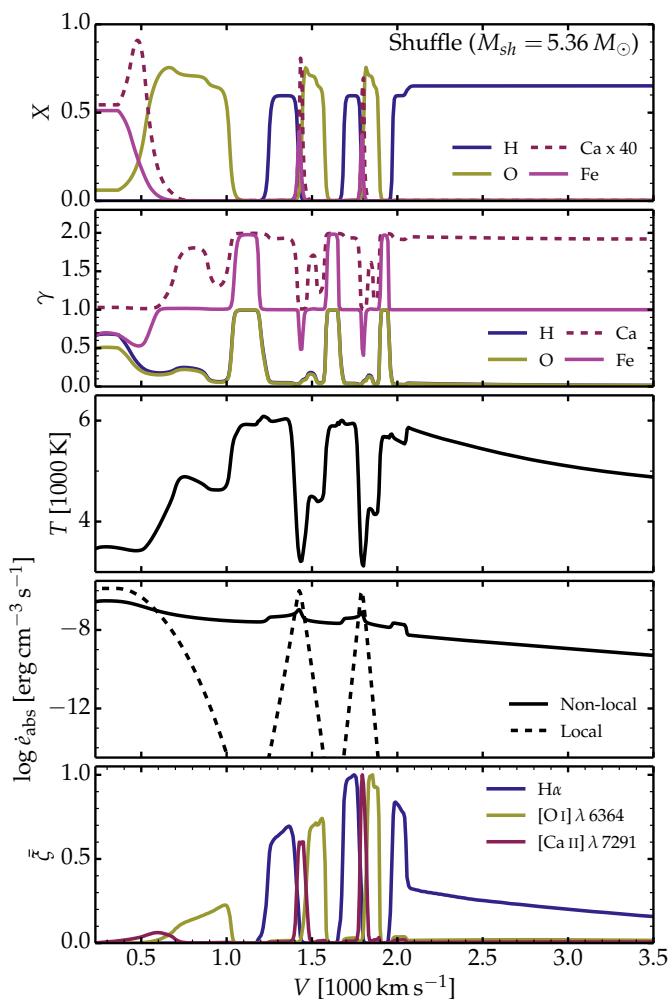 Shuffle (M_sh = 5.36 M_⊙)
1.0
0.5
0.0
X
H
Ca x 40
O
Fe
2.0
1.5
1.0
0.5
0.0
γ
H
Ca
O
Fe
6
4
T [1000 K]
−8
−12
log ė_abs [erg cm⁻³ s⁻¹]
Non-local
Local
1.0
0.5
0.0
ζ̄
Hα
[O I] λ 6364
[Ca II] λ 7291
0.5 1.0 1.5 2.0 2.5 3.0 3.5
V [1000 km s⁻¹]